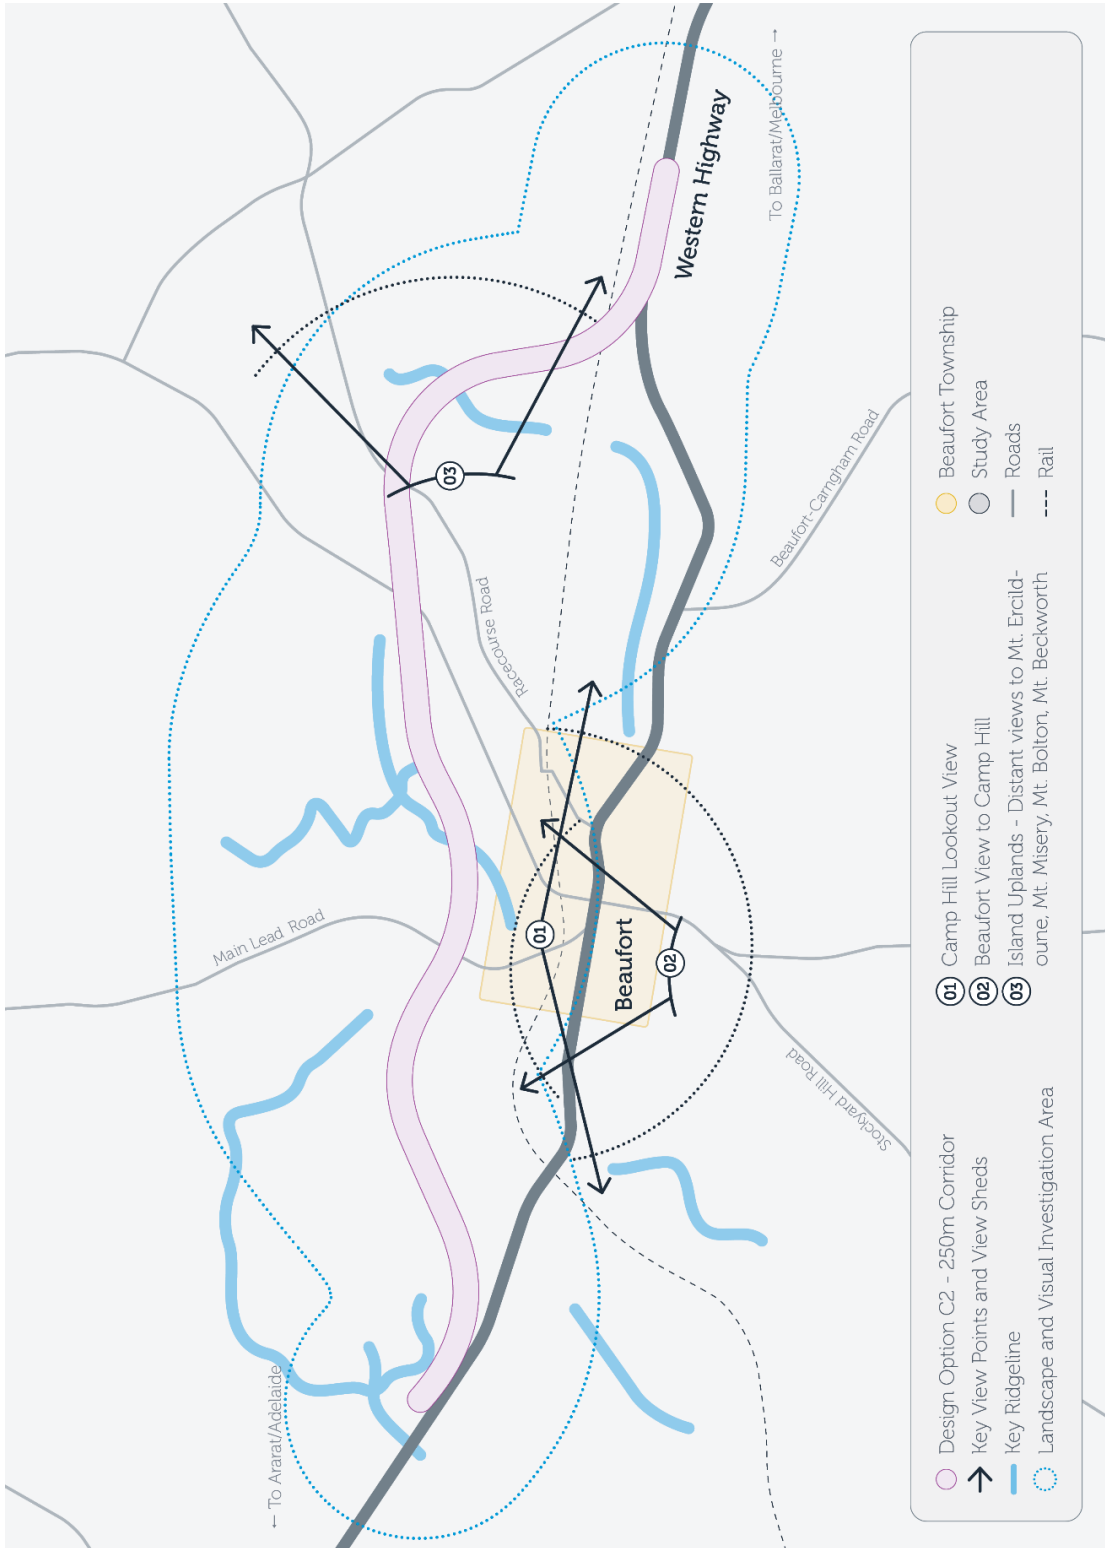 ← To Ararat/Adelaide
To Ballarat/Melbourne →
Western Highway
Main Lead Road
Racecourse Road
Beaufort-Carngham Road
Stockyard Hill Road
Beaufort
01
02
03
Design Option C2 - 250m Corridor
Key View Points and View Sheds
Key Ridgeline
Landscape and Visual Investigation Area
01 Camp Hill Lookout View
02 Beaufort View to Camp Hill
03 Island Uplands - Distant views to Mt. Ercild-
oune, Mt. Misery, Mt. Bolton, Mt. Beckworth
Beaufort Township
Study Area
Roads
Rail